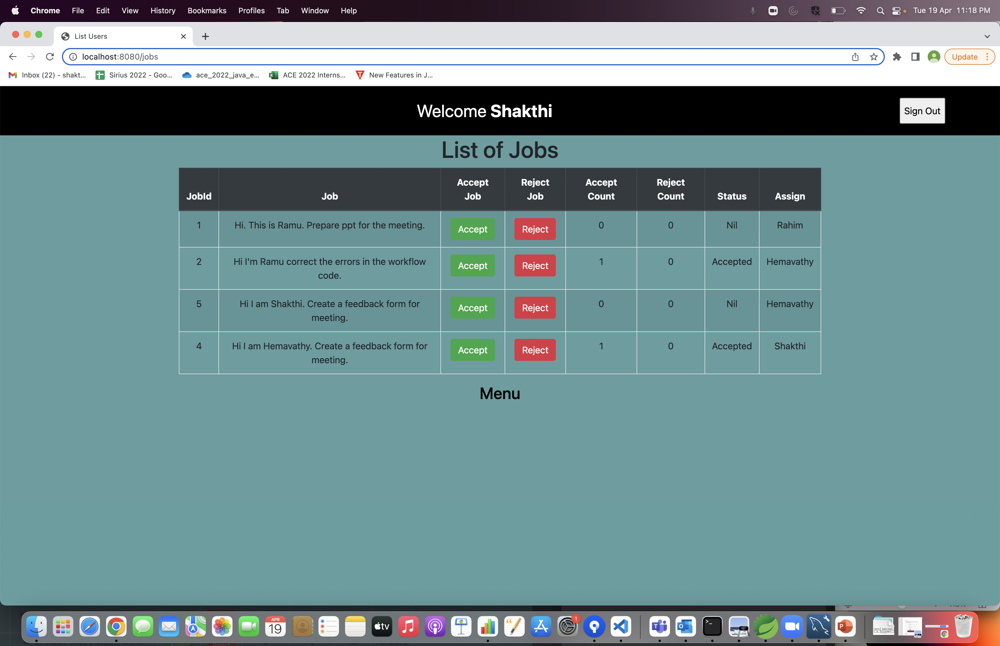 Chrome File Edit View History Bookmarks Profiles Tab Window Help Tue 19 Apr 11:18 PM
List Users
localhost:8080/jobs Update
Inbox (22) - shakt... Sirius 2022 - Goo... ace_2022_java_e... ACE 2022 Interns... New Features in J...
Welcome Shakthi Sign Out
List of Jobs
JobId Job Accept Job Reject Job Accept Count Reject Count Status Assign
1 Hi. This is Ramu. Prepare ppt for the meeting. Accept Reject 0 0 Nil Rahim
2 Hi I'm Ramu correct the errors in the workflow code. Accept Reject 1 0 Accepted Hemavathy
5 Hi I am Shakthi. Create a feedback form for meeting. Accept Reject 0 0 Nil Hemavathy
4 Hi I am Hemavathy. Create a feedback form for meeting. Accept Reject 1 0 Accepted Shakthi
Menu
APR
19
tv
1